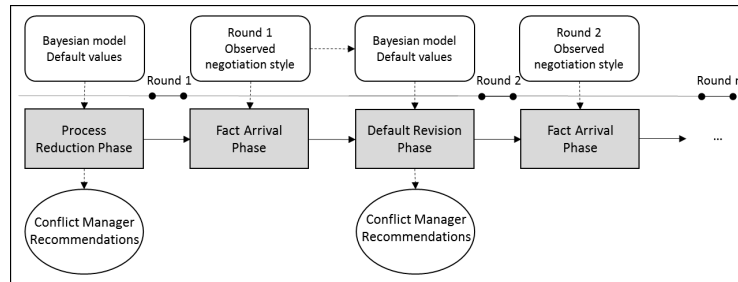 Bayesian model
Default values
Round 1
Observed
negotiation style
Bayesian model
Default values
Round 2
Observed
negotiation style
Round 1
Round 2
Round n
Process
Reduction Phase
Fact Arrival
Phase
Default Revision
Phase
Fact Arrival
Phase
...
Conflict Manager
Recommendations
Conflict Manager
Recommendations